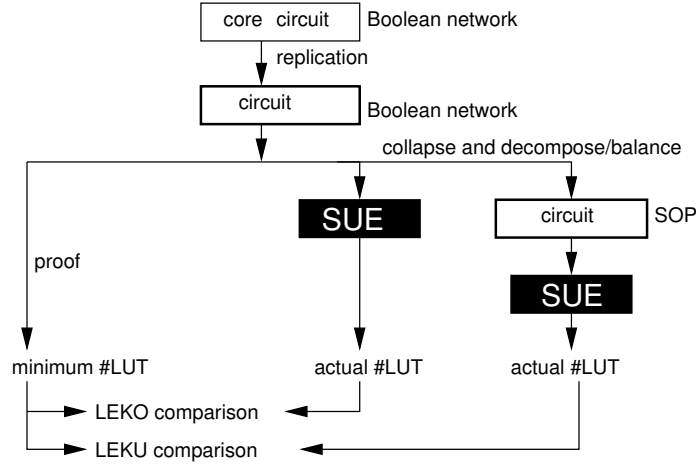 core circuit
Boolean network
replication
circuit
Boolean network
collapse and decompose/balance
SUE
circuit
SOP
proof
SUE
minimum #LUT
actual #LUT
actual #LUT
LEKO comparison
LEKU comparison